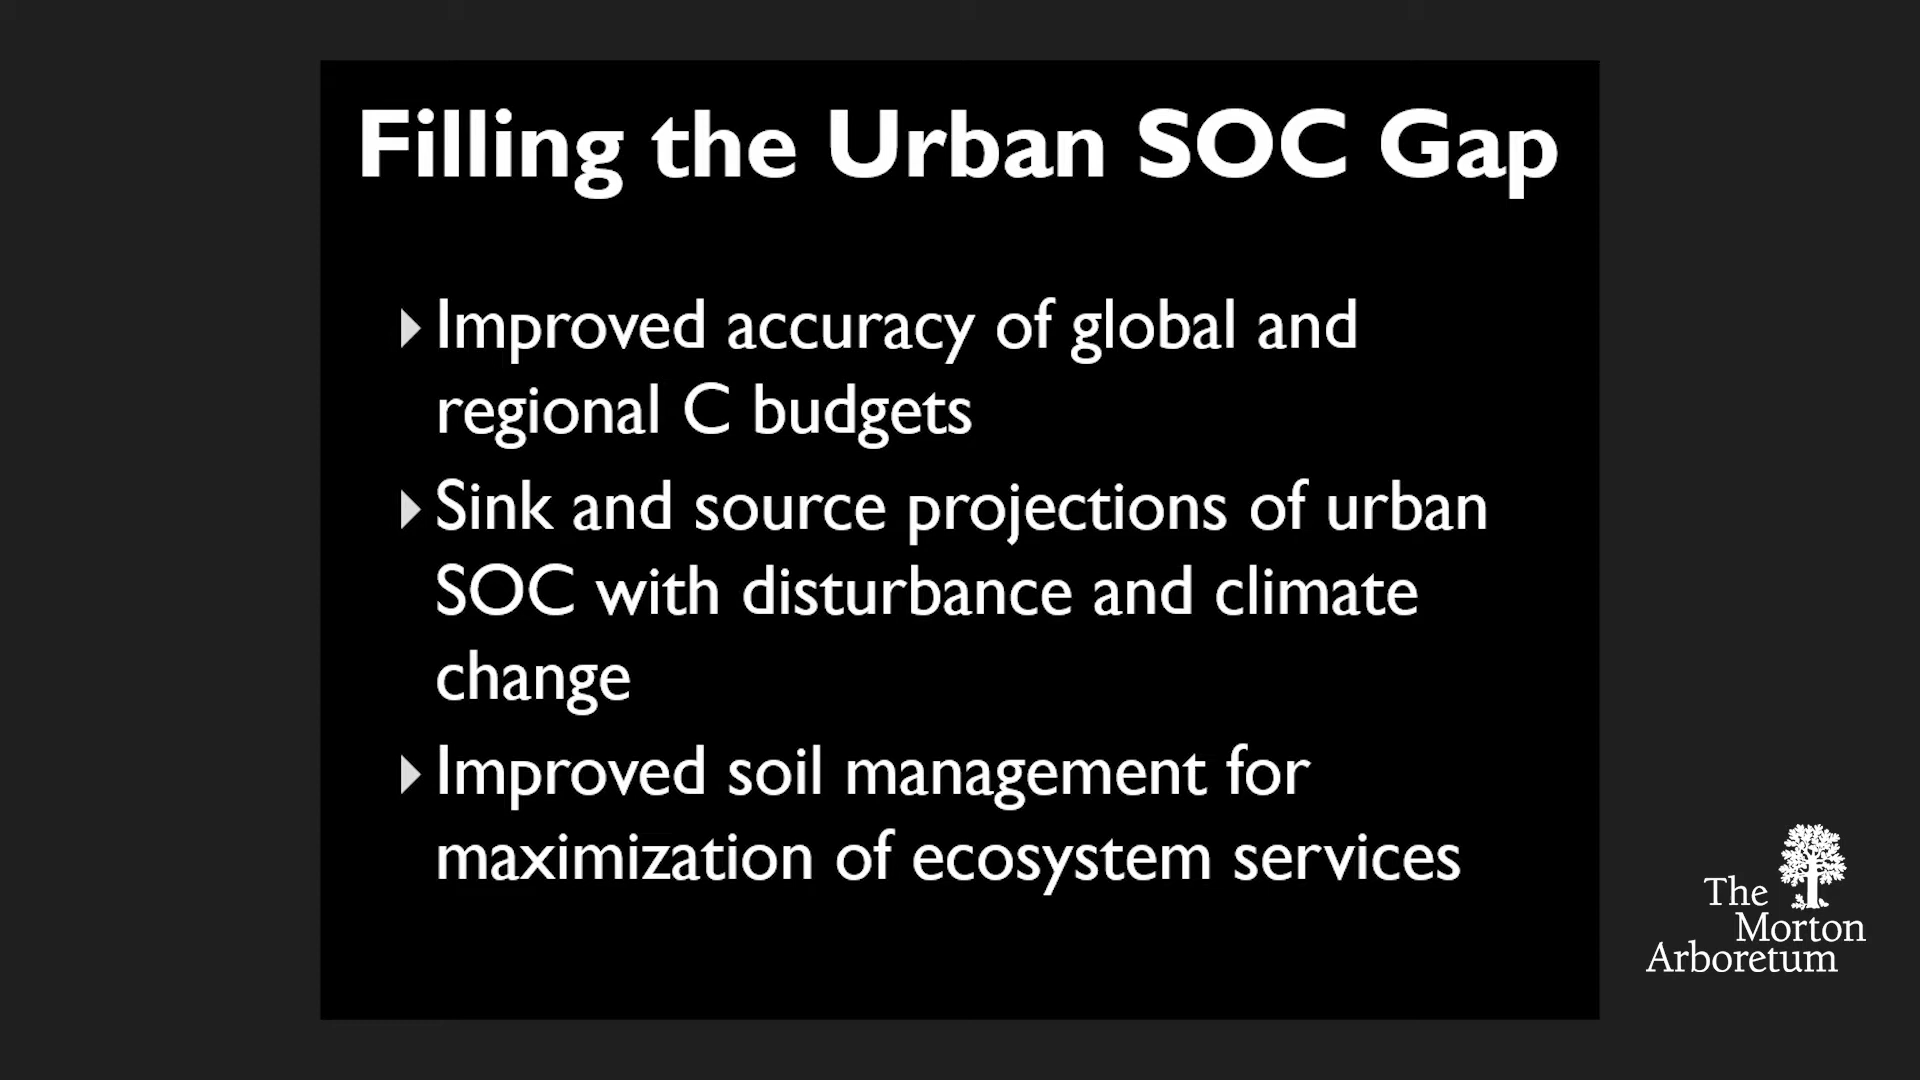 Filling the Urban SOC Gap
Improved accuracy of global and
regional C budgets
Sink and source projections of urban
SOC with disturbance and climate
change
Improved soil management for
maximization of ecosystem services
The
Morton
Arboretum